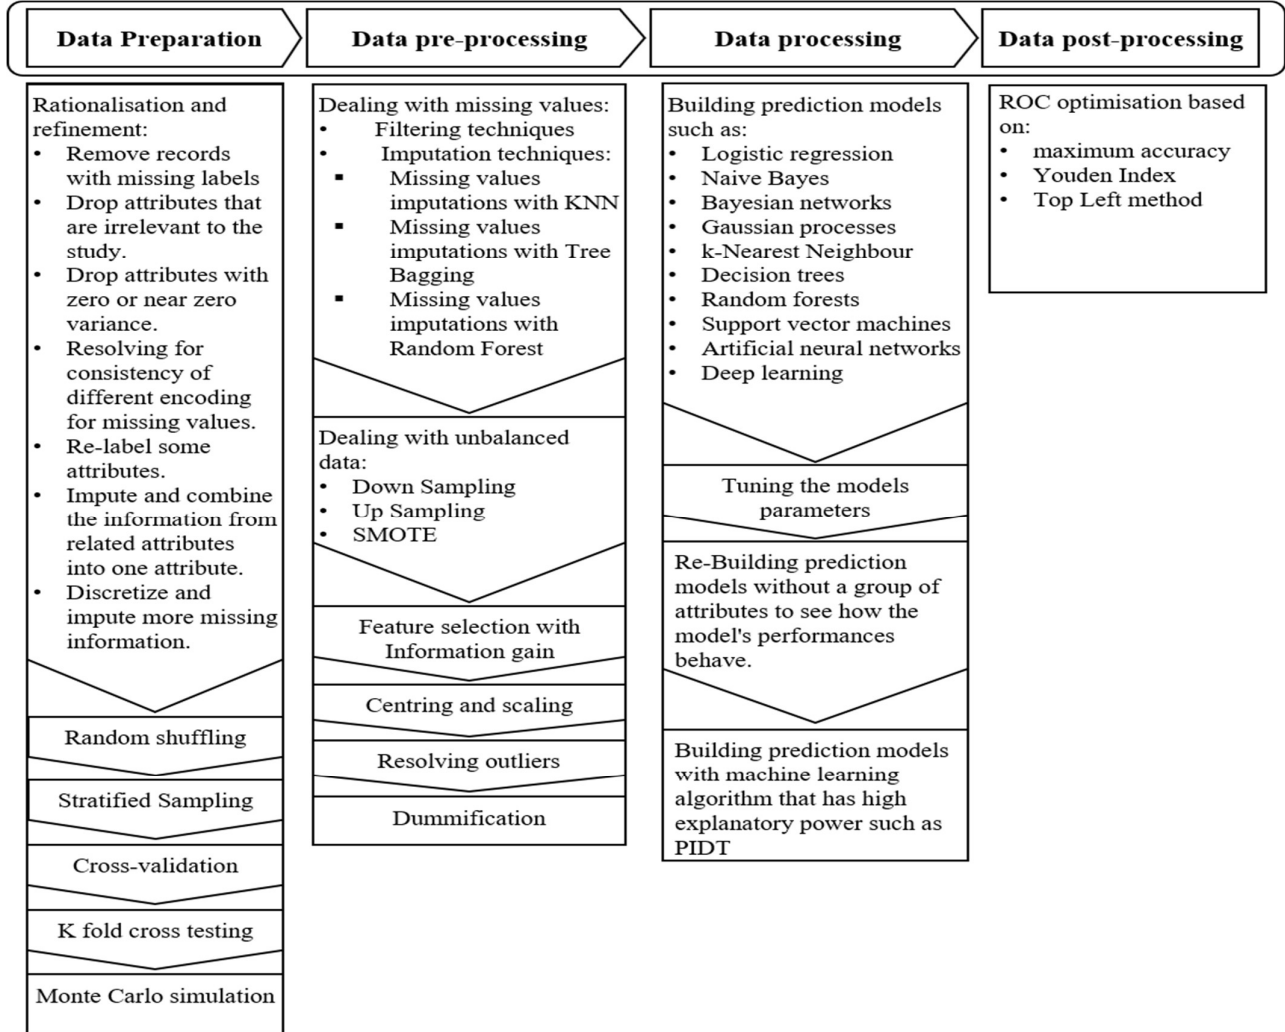 Data Preparation
Data pre-processing
Data processing
Data post-processing
Rationalisation and
refinement:
• Remove records
with missing labels
• Drop attributes that
are irrelevant to the
study.
• Drop attributes with
zero or near zero
variance.
• Resolving for
consistency of
different encoding
for missing values.
• Re-label some
attributes.
• Impute and combine
the information from
related attributes
into one attribute.
• Discretize and
impute more missing
information.
Random shuffling
Stratified Sampling
Cross-validation
K fold cross testing
Monte Carlo simulation
Dealing with missing values:
• Filtering techniques
• Imputation techniques:
▪ Missing values
imputations with KNN
▪ Missing values
imputations with Tree
Bagging
▪ Missing values
imputations with
Random Forest
Dealing with unbalanced
data:
• Down Sampling
• Up Sampling
• SMOTE
Feature selection with
Information gain
Centring and scaling
Resolving outliers
Dummification
Building prediction models
such as:
• Logistic regression
• Naive Bayes
• Bayesian networks
• Gaussian processes
• k-Nearest Neighbour
• Decision trees
• Random forests
• Support vector machines
• Artificial neural networks
• Deep learning
Tuning the models
parameters
Re-Building prediction
models without a group of
attributes to see how the
model's performances
behave.
Building prediction models
with machine learning
algorithm that has high
explanatory power such as
PIDT
ROC optimisation based
on:
• maximum accuracy
• Youden Index
• Top Left method